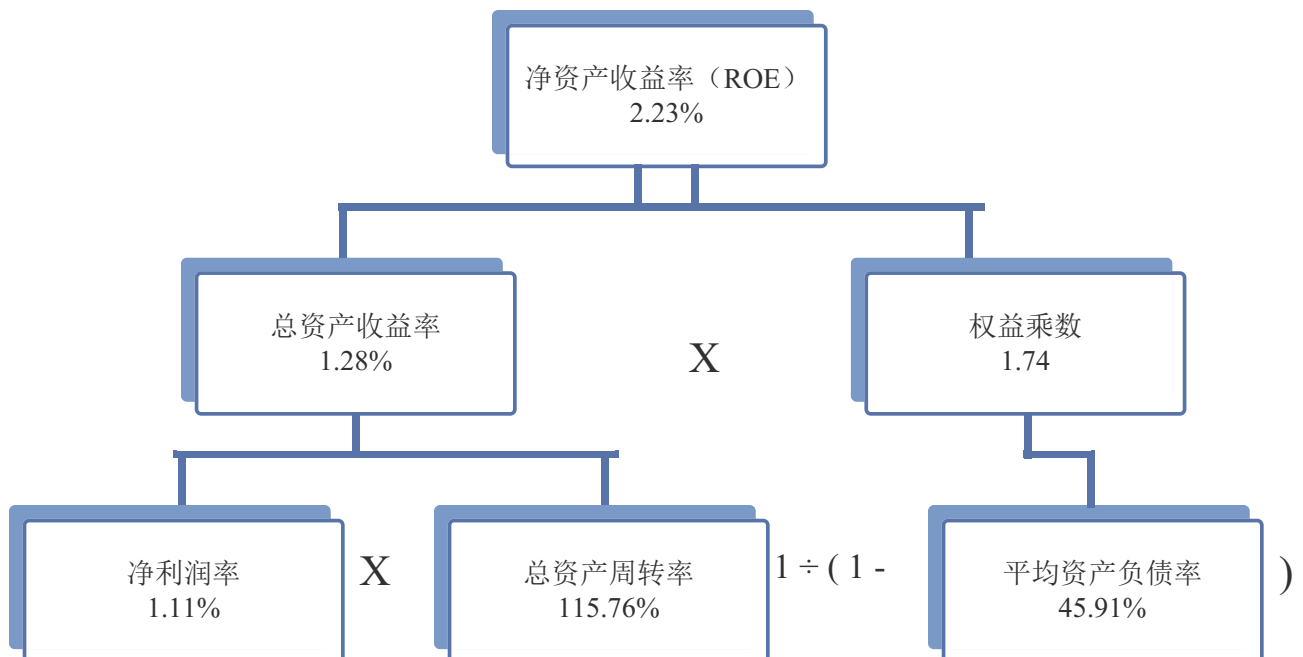 净资产收益率（ROE）
2.23%
总资产收益率
1.28%
X
权益乘数
1.74
净利润率
1.11%
X
总资产周转率
115.76%
1 ÷ ( 1 -
平均资产负债率
45.91%
)